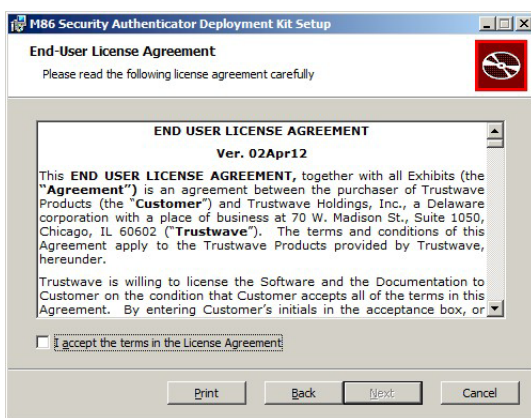 M86 Security Authenticator Deployment Kit Setup
End-User License Agreement
Please read the following license agreement carefully
END USER LICENSE AGREEMENT
Ver. 02Apr12
This END USER LICENSE AGREEMENT, together with all Exhibits (the
"Agreement") is an agreement between the purchaser of Trustwave
Products (the "Customer") and Trustwave Holdings, Inc., a Delaware
corporation with a place of business at 70 W. Madison St., Suite 1050,
Chicago, IL 60602 ("Trustwave"). The terms and conditions of this
Agreement apply to the Trustwave Products provided by Trustwave,
hereunder.
Trustwave is willing to license the Software and the Documentation to
Customer on the condition that Customer accepts all of the terms in this
Agreement. By entering Customer's initials in the acceptance box, or
I accept the terms in the License Agreement
Print Back Next Cancel